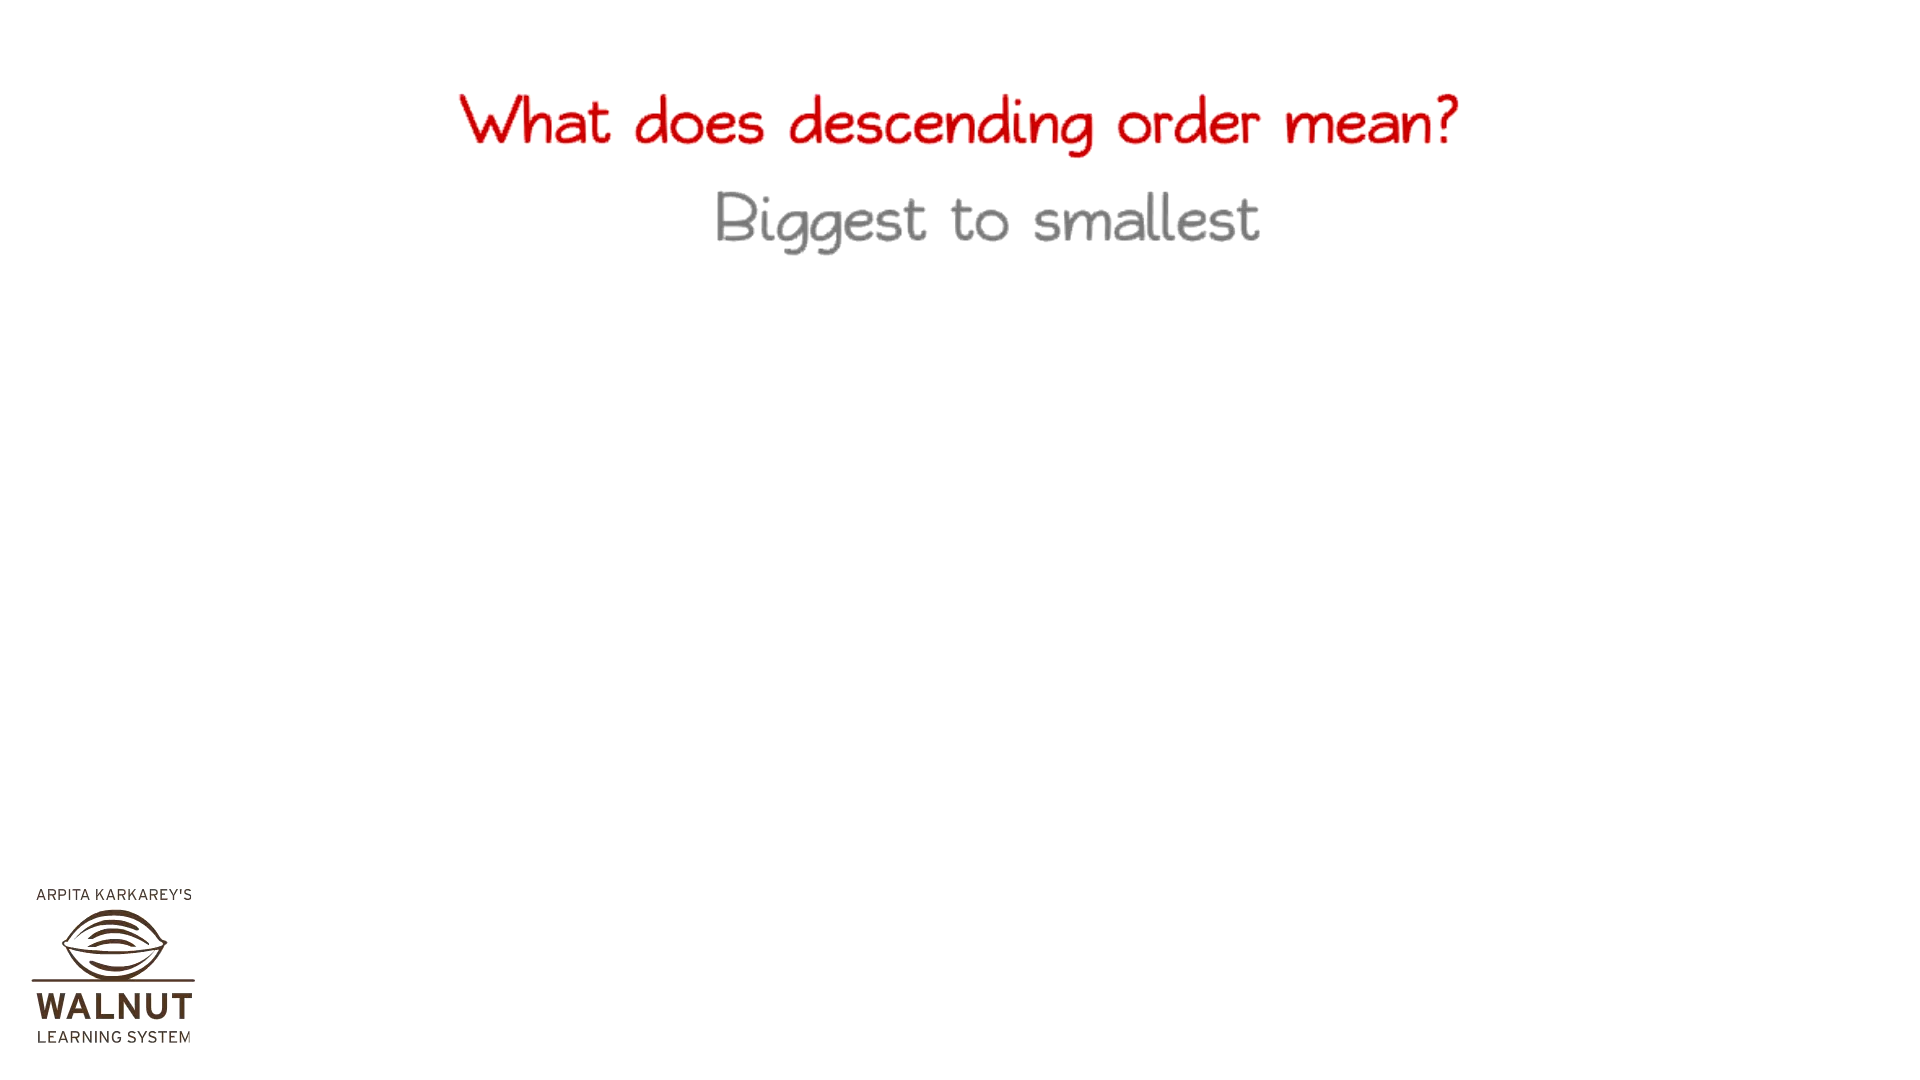 What does descending order mean?
Biggest to smallest
ARPITA KARKAREY'S
WALNUT
LEARNING SYSTEM